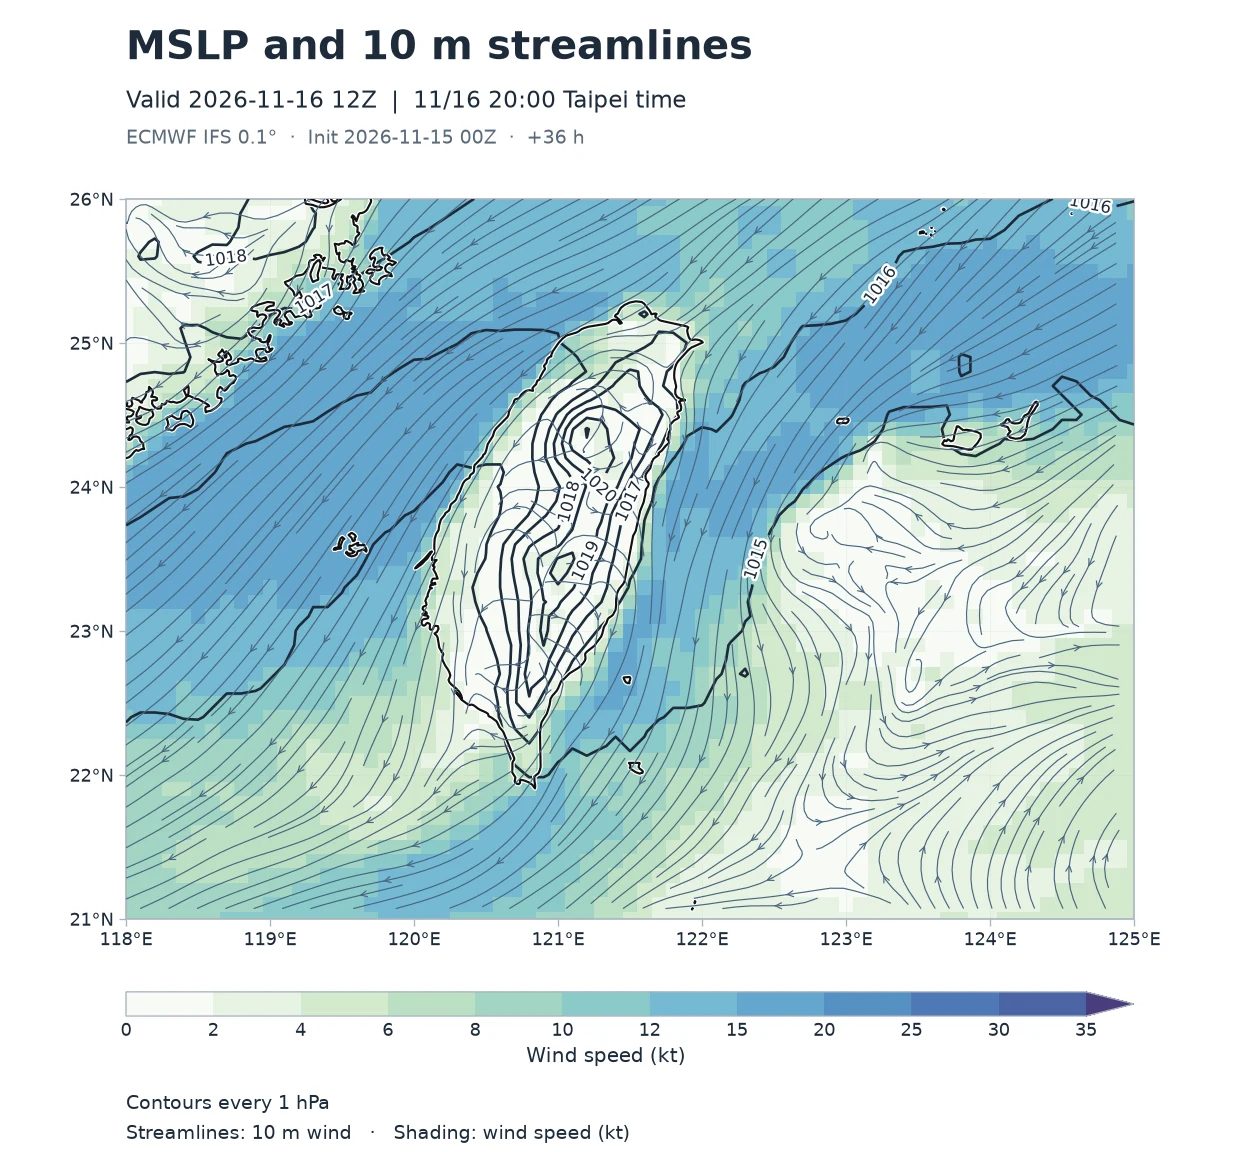 MSLP and 10 m streamlines
Valid 2026-11-16 12Z | 11/16 20:00 Taipei time
ECMWF IFS 0.1° · Init 2026-11-15 00Z · +36 h
26°N
25°N
24°N
23°N
22°N
21°N
1016
1018
1017
1016
1020
1018
1017
1019
1015
118°E 119°E 120°E 121°E 122°E 123°E 124°E 125°E
0 2 4 6 8 10 12 15 20 25 30 35
Wind speed (kt)
Contours every 1 hPa
Streamlines: 10 m wind · Shading: wind speed (kt)